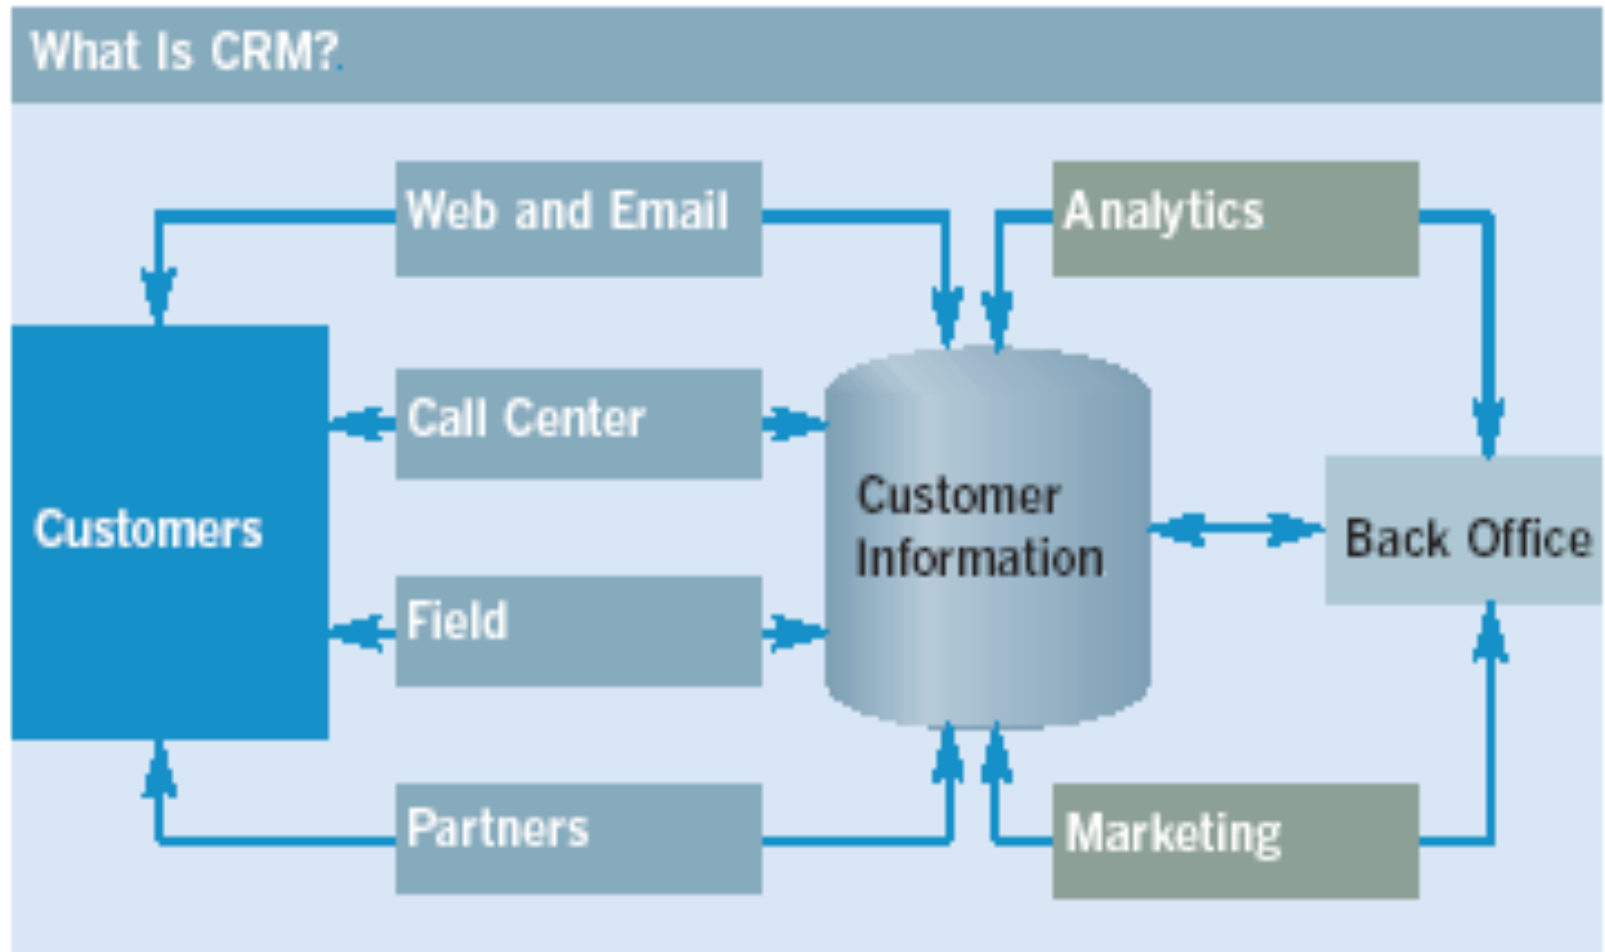 What Is CRM?.
Web and Email
Analytics
Call Center
Customer
Information
Customers
Back Office
Field
Partners
Marketing